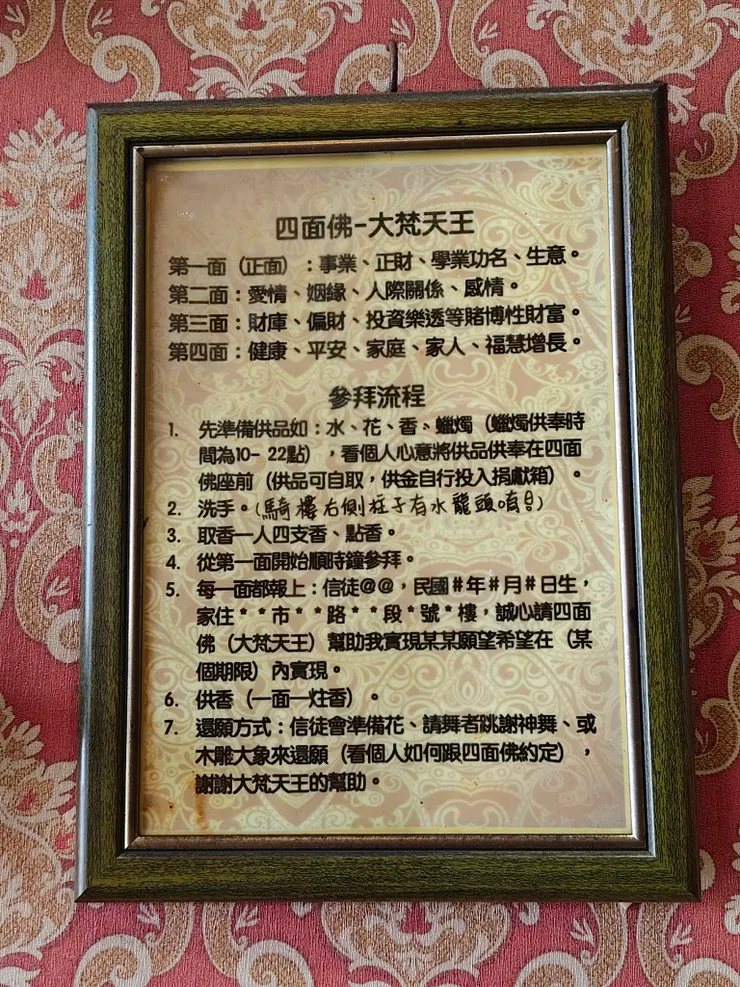 四面佛-大梵天王
第一面（正面）：事業、正財、學業功名、生意。
第二面：愛情、姻緣、人際關係、感情。
第三面：財庫、偏財、投資樂透等賭博性財富。
第四面：健康、平安、家庭、家人、福慧增長。
參拜流程
1. 先準備供品如：水、花、香、蠟燭（蠟燭供奉時
間為10- 22點），看個人心意將供品供奉在四面
佛座前（供品可自取，供金自行投入捐獻箱）。
2. 洗手。(騎樓右側柱子有水龍頭唷!)
3. 取香一人四支香、點香。
4. 從第一面開始順時鐘參拜。
5. 每一面都報上：信徒@@，民國#年#月#日生，
家住**市**路**段*號*樓，誠心請四面
佛（大梵天王）幫助我實現某某願望希望在（某
個期限）內實現。
6. 供香（一面一炷香）。
7. 還願方式：信徒會準備花、請舞者跳謝神舞、或
木雕大象來還願（看個人如何跟四面佛約定），
謝謝大梵天王的幫助。